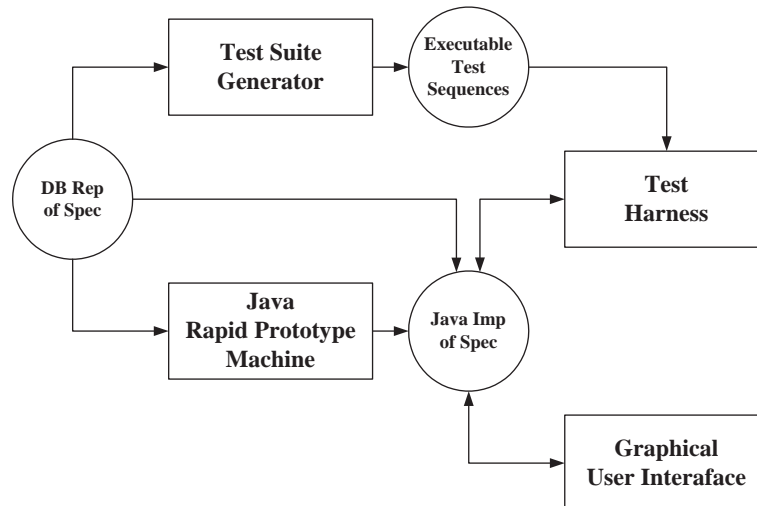 Test Suite
Generator
Executable
Test
Sequences
DB Rep
of Spec
Test
Harness
Java
Rapid Prototype
Machine
Java Imp
of Spec
Graphical
User Interaface